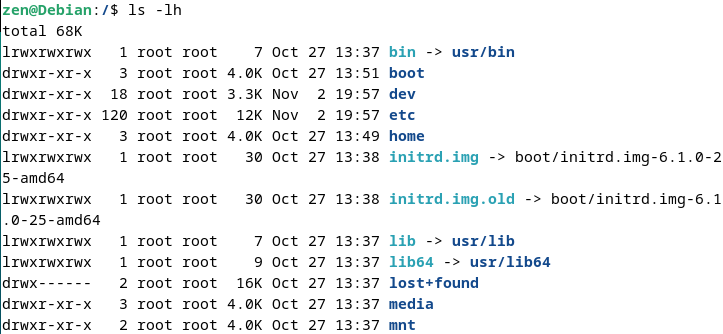 zen@Debian:/$ ls -lh
total 68K
lrwxrwxrwx   1 root root    7 Oct 27 13:37 bin -> usr/bin
drwxr-xr-x   3 root root 4.0K Oct 27 13:51 boot
drwxr-xr-x  18 root root 3.3K Nov  2 19:57 dev
drwxr-xr-x 120 root root  12K Nov  2 19:57 etc
drwxr-xr-x   3 root root 4.0K Oct 27 13:49 home
lrwxrwxrwx   1 root root   30 Oct 27 13:38 initrd.img -> boot/initrd.img-6.1.0-2
5-amd64
lrwxrwxrwx   1 root root   30 Oct 27 13:38 initrd.img.old -> boot/initrd.img-6.1
.0-25-amd64
lrwxrwxrwx   1 root root    7 Oct 27 13:37 lib -> usr/lib
lrwxrwxrwx   1 root root    9 Oct 27 13:37 lib64 -> usr/lib64
drwx------   2 root root  16K Oct 27 13:37 lost+found
drwxr-xr-x   3 root root 4.0K Oct 27 13:37 media
drwxr-xr-x   2 root root 4.0K Oct 27 13:37 mnt